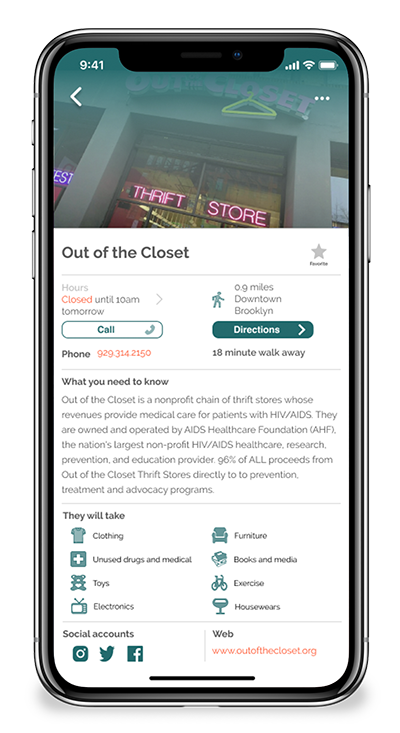 9:41
OUT OF THE CLOSET
THRIFT STORE
Out of the Closet
Favorite
Hours
Closed until 10am
tomorrow
0.9 miles
Downtown
Brooklyn
Call
Directions
Phone 929.314.2150
18 minute walk away
What you need to know
Out of the Closet is a nonprofit chain of thrift stores whose
revenues provide medical care for patients with HIV/AIDS. They
are owned and operated by AIDS Healthcare Foundation (AHF),
the nation's largest non-profit HIV/AIDS healthcare, research,
prevention, and education provider. 96% of ALL proceeds from
Out of the Closet Thrift Stores directly to to prevention,
treatment and advocacy programs.
They will take
Clothing
Furniture
Unused drugs and medical
Books and media
Toys
Exercise
Electronics
Housewears
Social accounts
Web
www.outofthecloset.org